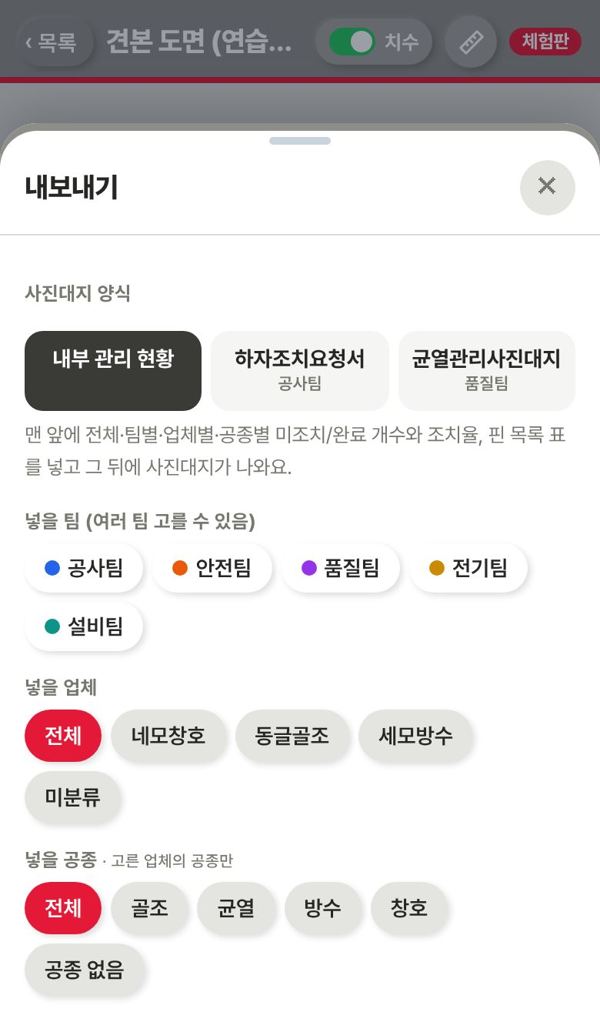 ‹ 목록
견본 도면 (연습...
치수
체험판
내보내기
사진대지 양식
내부 관리 현황
하자조치요청서
공사팀
균열관리사진대지
품질팀
맨 앞에 전체·팀별·업체별·공종별 미조치/완료 개수와 조치율, 핀 목록 표
를 넣고 그 뒤에 사진대지가 나와요.
넣을 팀 (여러 팀 고를 수 있음)
공사팀
안전팀
품질팀
전기팀
설비팀
넣을 업체
전체
네모창호
동글골조
세모방수
미분류
넣을 공종 · 고른 업체의 공종만
전체
골조
균열
방수
창호
공종 없음